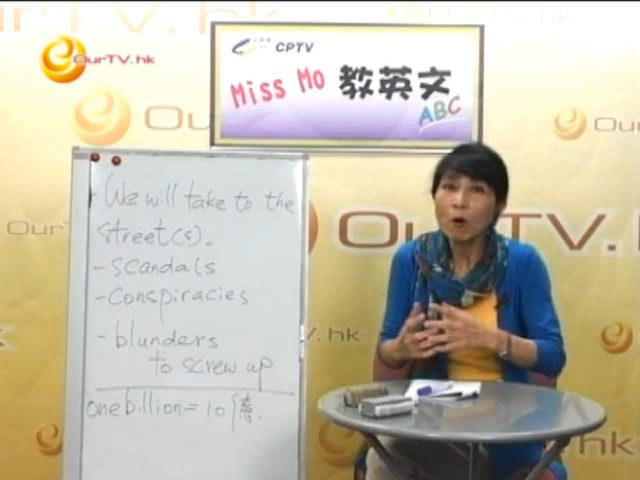 OurTV.hk
CPTV
Miss Mo 教英文
ABC
OurTV.hk
We will take to the
street(s).
- scandals
- conspiracies
- blunders
to screw up
one billion = 10億.